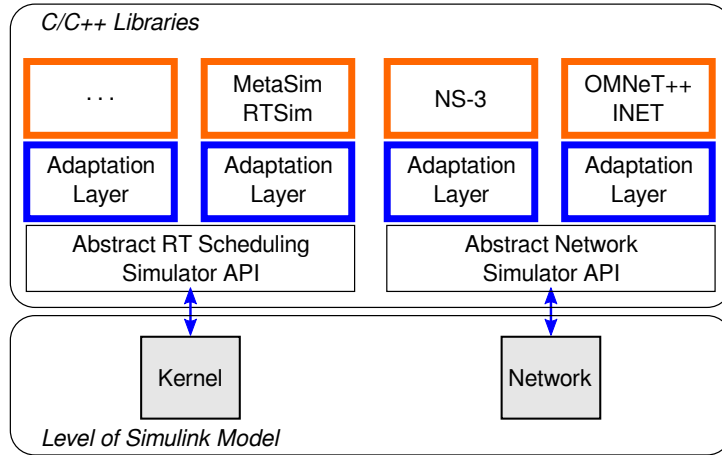 C/C++ Libraries
. . .
MetaSim
RTSim
NS-3
OMNeT++
INET
Adaptation
Layer
Adaptation
Layer
Adaptation
Layer
Adaptation
Layer
Abstract RT Scheduling
Simulator API
Abstract Network
Simulator API
Kernel
Network
Level of Simulink Model